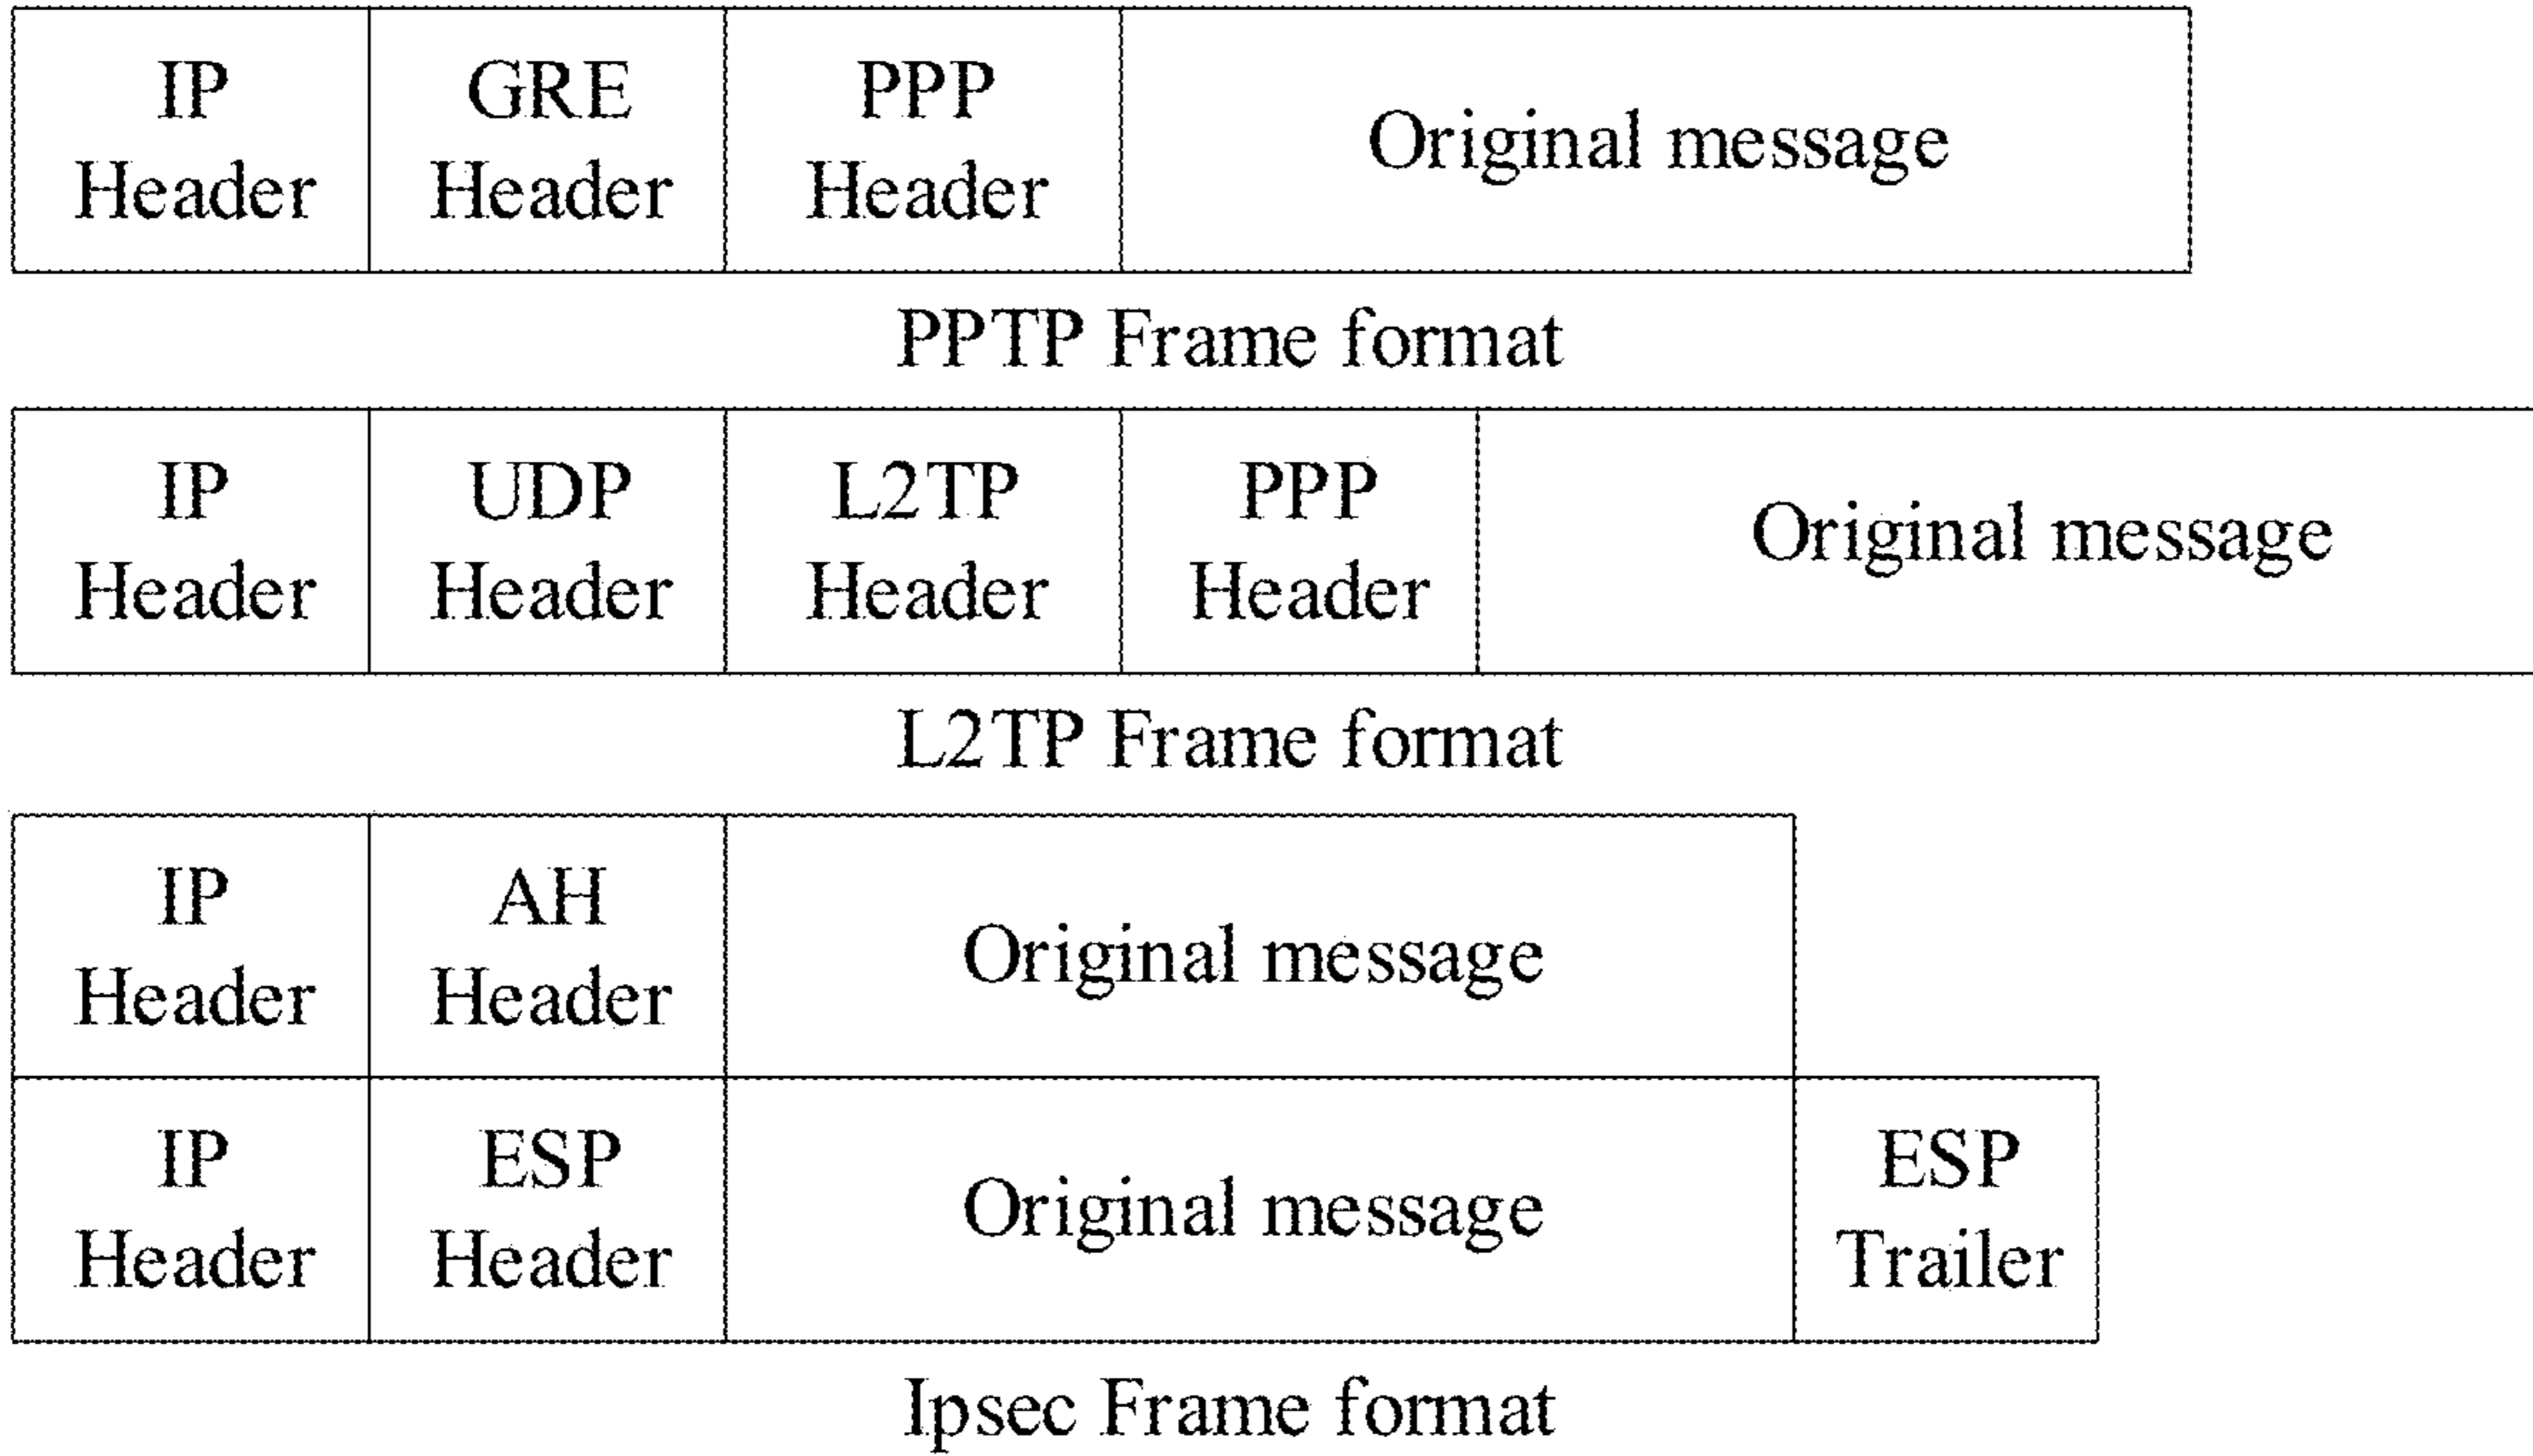 IP Header GRE Header PPP Header Original message
PPTP Frame format
IP Header UDP Header L2TP Header PPP Header Original message
L2TP Frame format
IP Header AH Header Original message
IP Header ESP Header Original message ESP Trailer
Ipsec Frame format